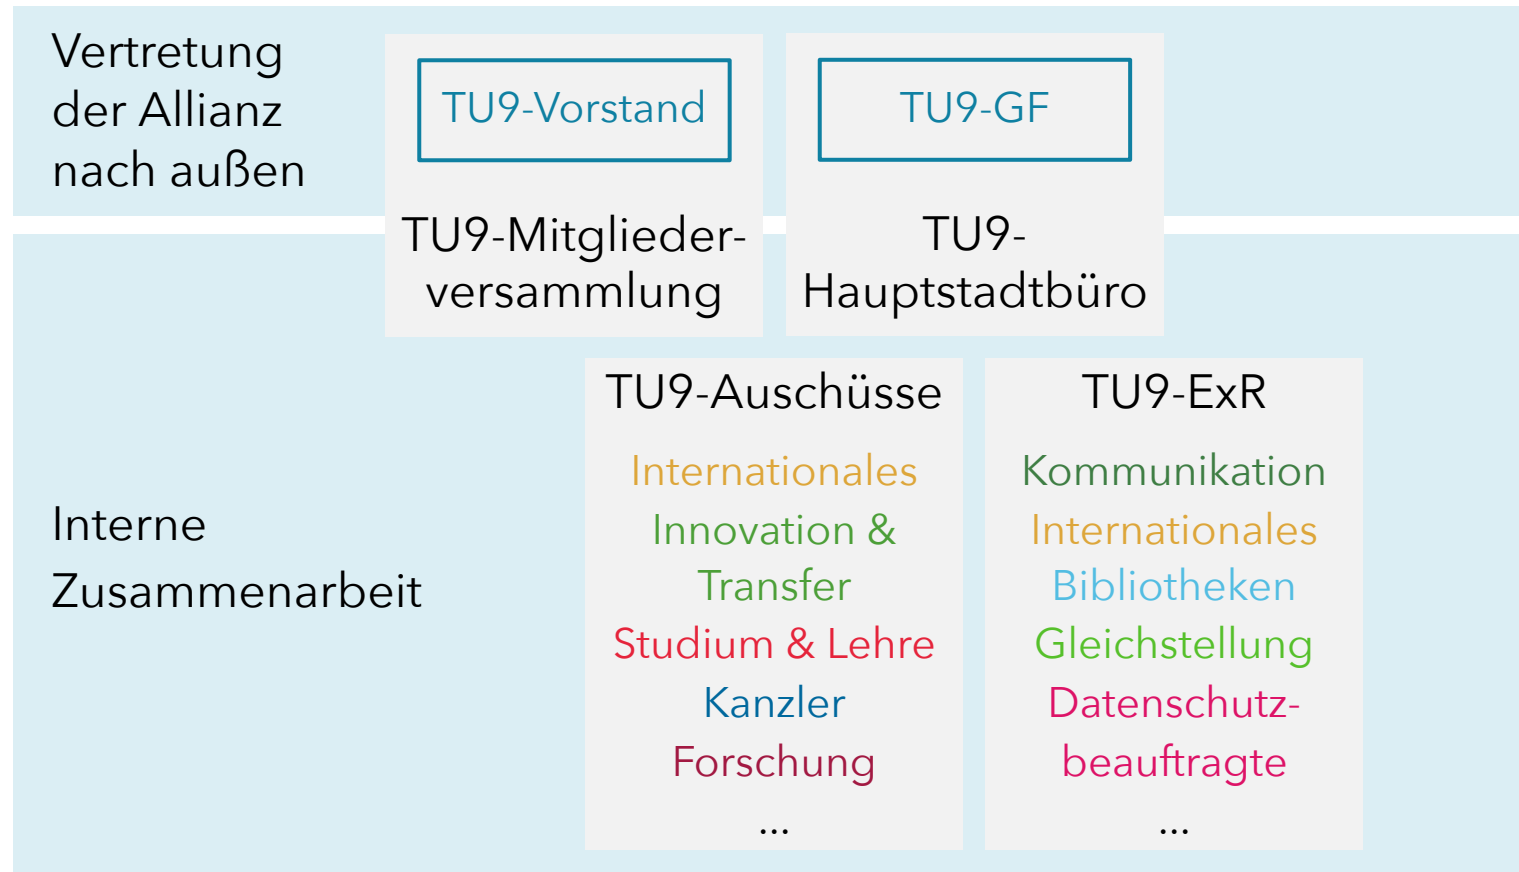 Vertretung
der Allianz
nach außen
TU9-Vorstand
TU9-Mitglieder-
versammlung
TU9-GF
TU9-
Hauptstadtbüro
Interne
Zusammenarbeit
TU9-Auschüsse
Internationales
Innovation &
Transfer
Studium & Lehre
Kanzler
Forschung
...
TU9-ExR
Kommunikation
Internationales
Bibliotheken
Gleichstellung
Datenschutz-
beauftragte
...